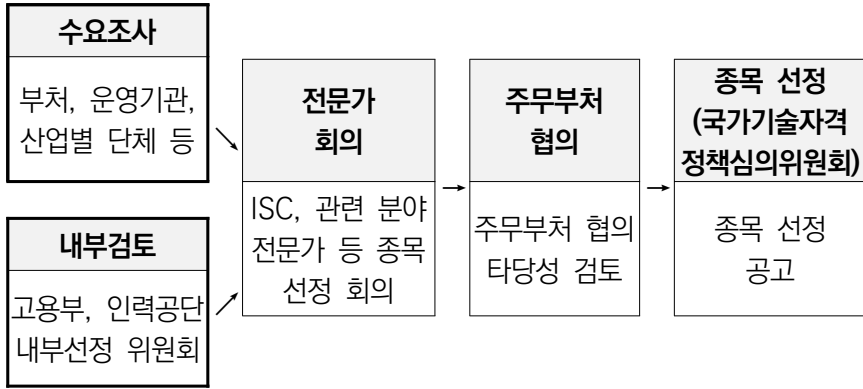 수요조사
부처, 운영기관,
산업별 단체 등
내부검토
고용부, 인력공단
내부선정 위원회
전문가
회의
ISC, 관련 분야
전문가 등 종목
선정 회의
주무부처
협의
주무부처 협의
타당성 검토
종목 선정
(국가기술자격
정책심의위원회)
종목 선정
공고